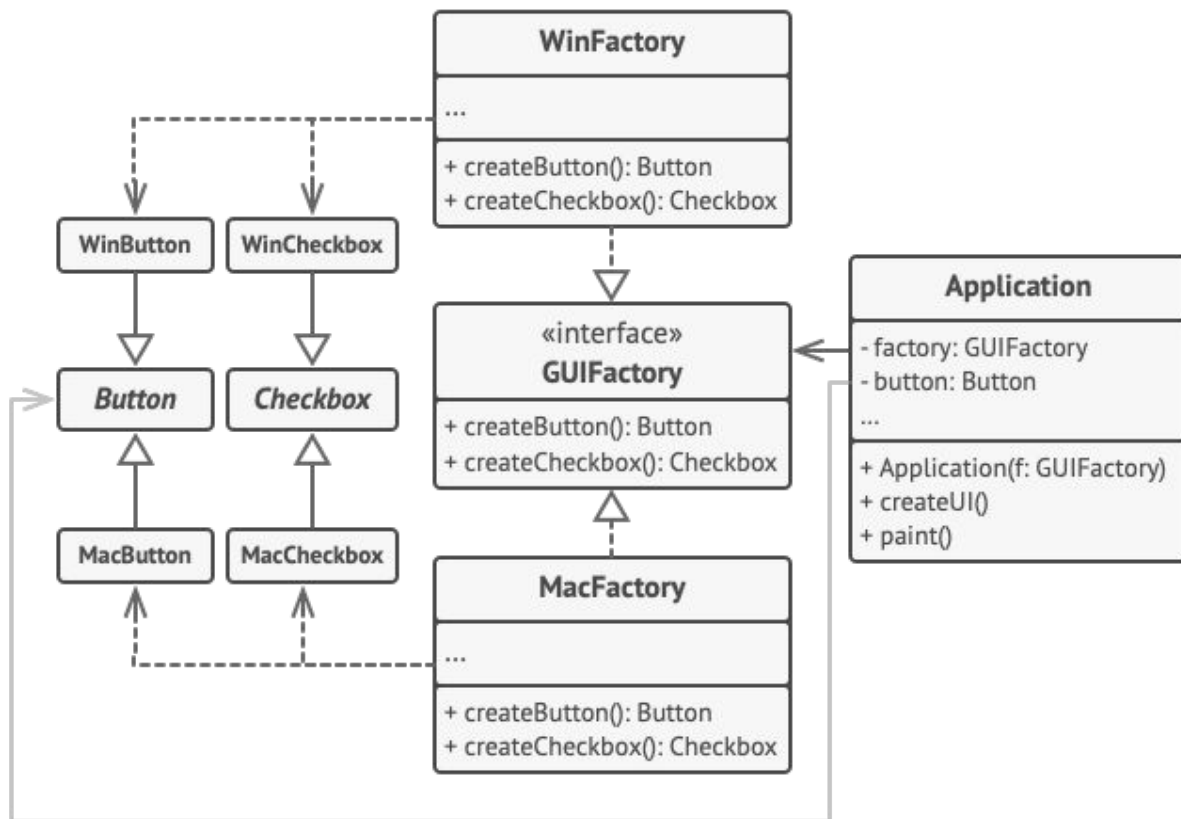 WinFactory
...
+ createButton(): Button
+ createCheckbox(): Checkbox
WinButton
WinCheckbox
Button
Checkbox
MacButton
MacCheckbox
«interface»
GUIFactory
+ createButton(): Button
+ createCheckbox(): Checkbox
Application
- factory: GUIFactory
- button: Button
...
+ Application(f: GUIFactory)
+ createUI()
+ paint()
MacFactory
...
+ createButton(): Button
+ createCheckbox(): Checkbox